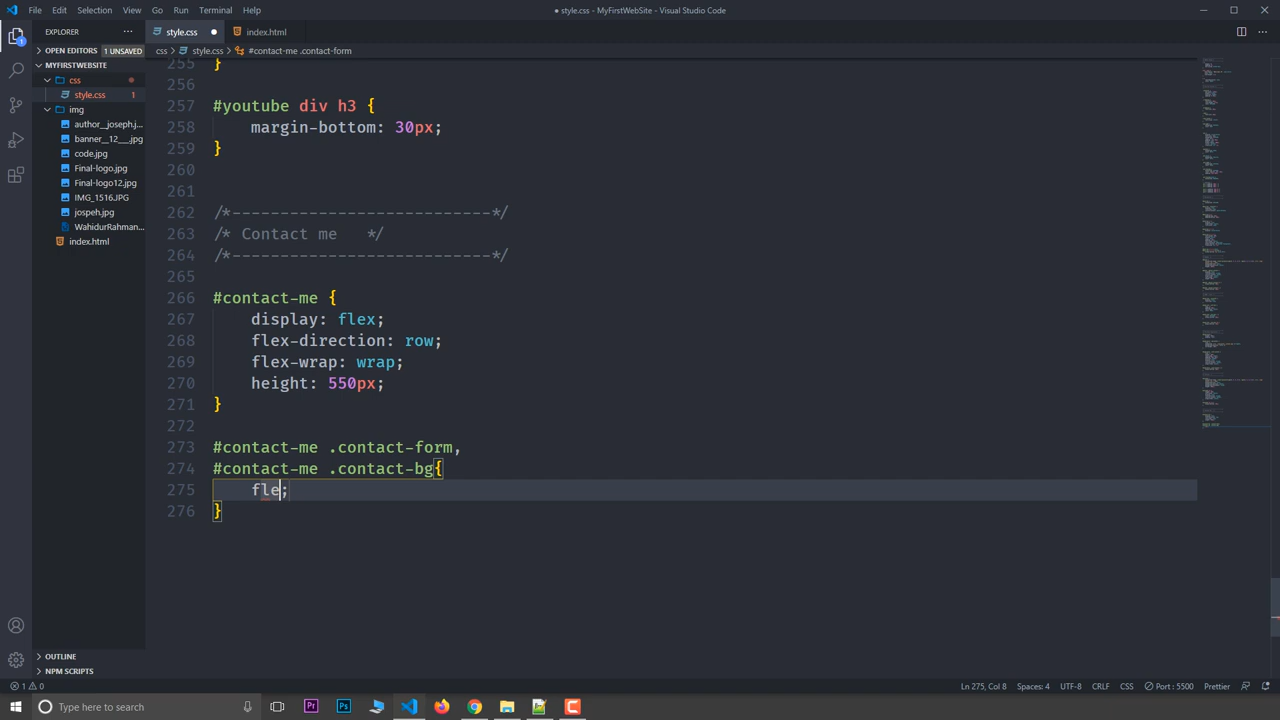 File Edit Selection View Go Run Terminal Help
● style.css - MyFirstWebSite - Visual Studio Code
EXPLORER
style.css
index.html
OPEN EDITORS 1 UNSAVED
css > style.css > #contact-me .contact-form
MYFIRSTWEBSITE
css
style.css 1
img
author__joseph.j...
banner__12___.jpg
code.jpg
Final-logo.jpg
Final-logo12.jpg
IMG_1516.JPG
jospeh.jpg
WahidurRahman...
index.html
OUTLINE
NPM SCRIPTS
255 }
256
257 #youtube div h3 {
258 margin-bottom: 30px;
259 }
260
261
262 /*---------------------------*/
263 /* Contact me */
264 /*---------------------------*/
265
266 #contact-me {
267 display: flex;
268 flex-direction: row;
269 flex-wrap: wrap;
270 height: 550px;
271 }
272
273 #contact-me .contact-form,
274 #contact-me .contact-bg{
275 fle;
276 }
1 0
Ln 275, Col 8 Spaces: 4 UTF-8 CRLF CSS Port : 5500 Prettier
Type here to search
Pr
Ps